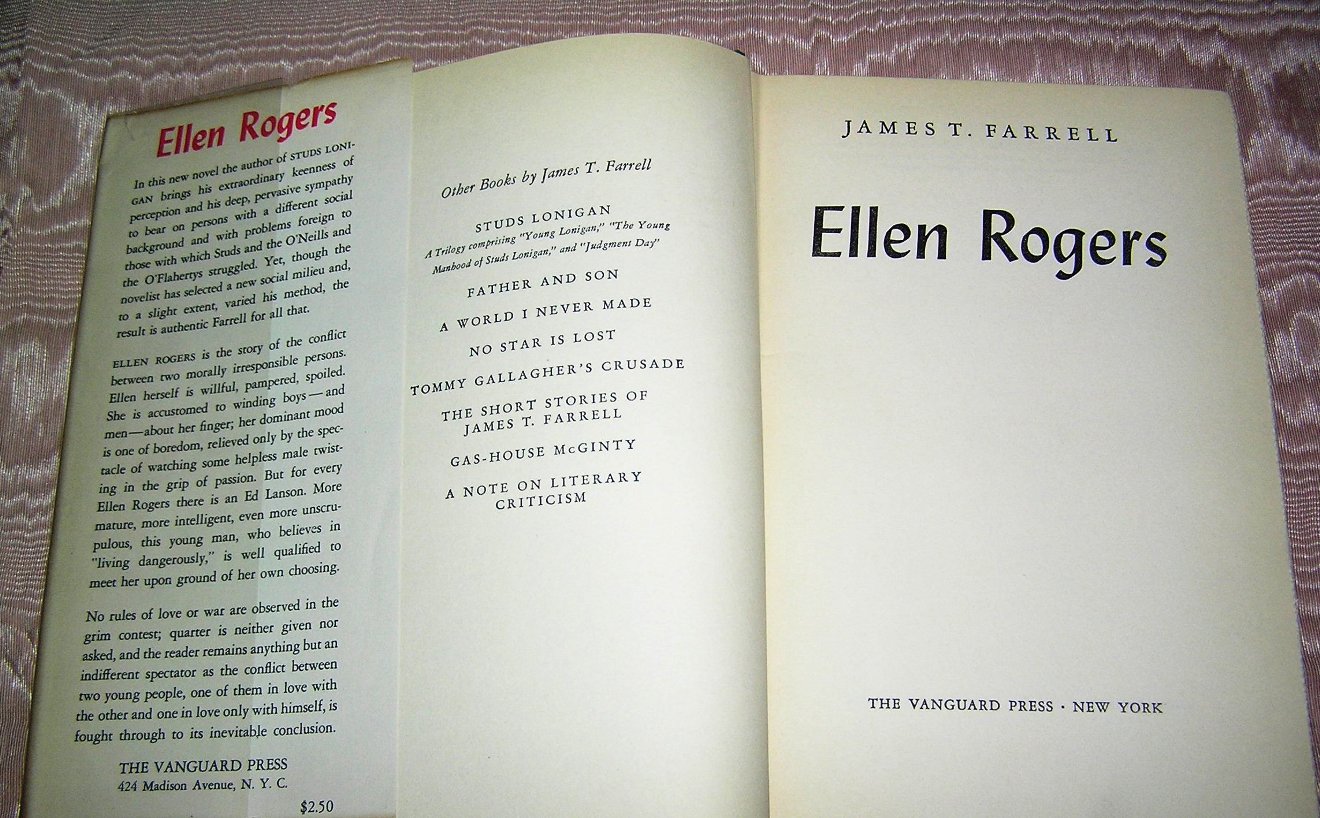 Ellen Rogers
In this new novel the author of STUDS LONI-
GAN brings his extraordinary keenness of
perception and his deep, pervasive sympathy
to bear on persons with a different social
background and with problems foreign to
those with which Studs and the O'Neills and
the O'Flahertys struggled. Yet, though the
novelist has selected a new social milieu and,
to a slight extent, varied his method, the
result is authentic Farrell for all that.
ELLEN ROGERS is the story of the conflict
between two morally irresponsible persons.
Ellen herself is willful, pampered, spoiled.
She is accustomed to winding boys—and
men—about her finger; her dominant mood
is one of boredom, relieved only by the spec-
tacle of watching some helpless male twist-
ing in the grip of passion. But for every
Ellen Rogers there is an Ed Lanson. More
mature, more intelligent, even more unscru-
pulous, this young man, who believes in
"living dangerously," is well qualified to
meet her upon ground of her own choosing.
No rules of love or war are observed in the
grim contest; quarter is neither given nor
asked, and the reader remains anything but an
indifferent spectator as the conflict between
two young people, one of them in love with
the other and one in love only with himself, is
fought through to its inevitable conclusion.
THE VANGUARD PRESS
424 Madison Avenue, N. Y. C.
$2.50
Other Books by James T. Farrell
STUDS LONIGAN
A Trilogy comprising "Young Lonigan," "The Young
Manhood of Studs Lonigan," and "Judgment Day"
FATHER AND SON
A WORLD I NEVER MADE
NO STAR IS LOST
TOMMY GALLAGHER'S CRUSADE
THE SHORT STORIES OF
JAMES T. FARRELL
GAS-HOUSE McGINTY
A NOTE ON LITERARY
CRITICISM
JAMES T. FARRELL
Ellen Rogers
THE VANGUARD PRESS · NEW YORK